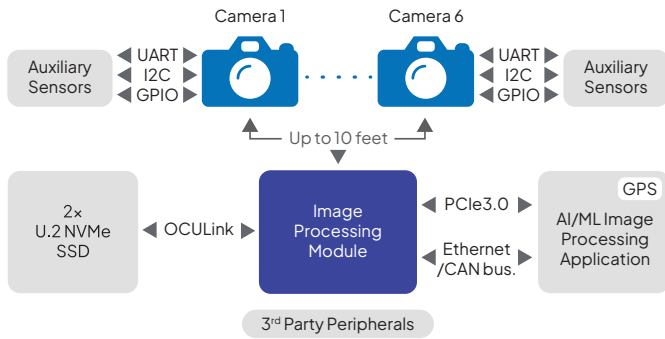 Camera 1
Camera 6
Auxiliary
Sensors
UART
I2C
GPIO
UART
I2C
GPIO
Auxiliary
Sensors
Up to 10 feet
2×
U.2 NVMe
SSD
OCULink
Image
Processing
Module
PCIe3.0
Ethernet
/CAN bus.
GPS
AI/ML Image
Processing
Application
3rd Party Peripherals